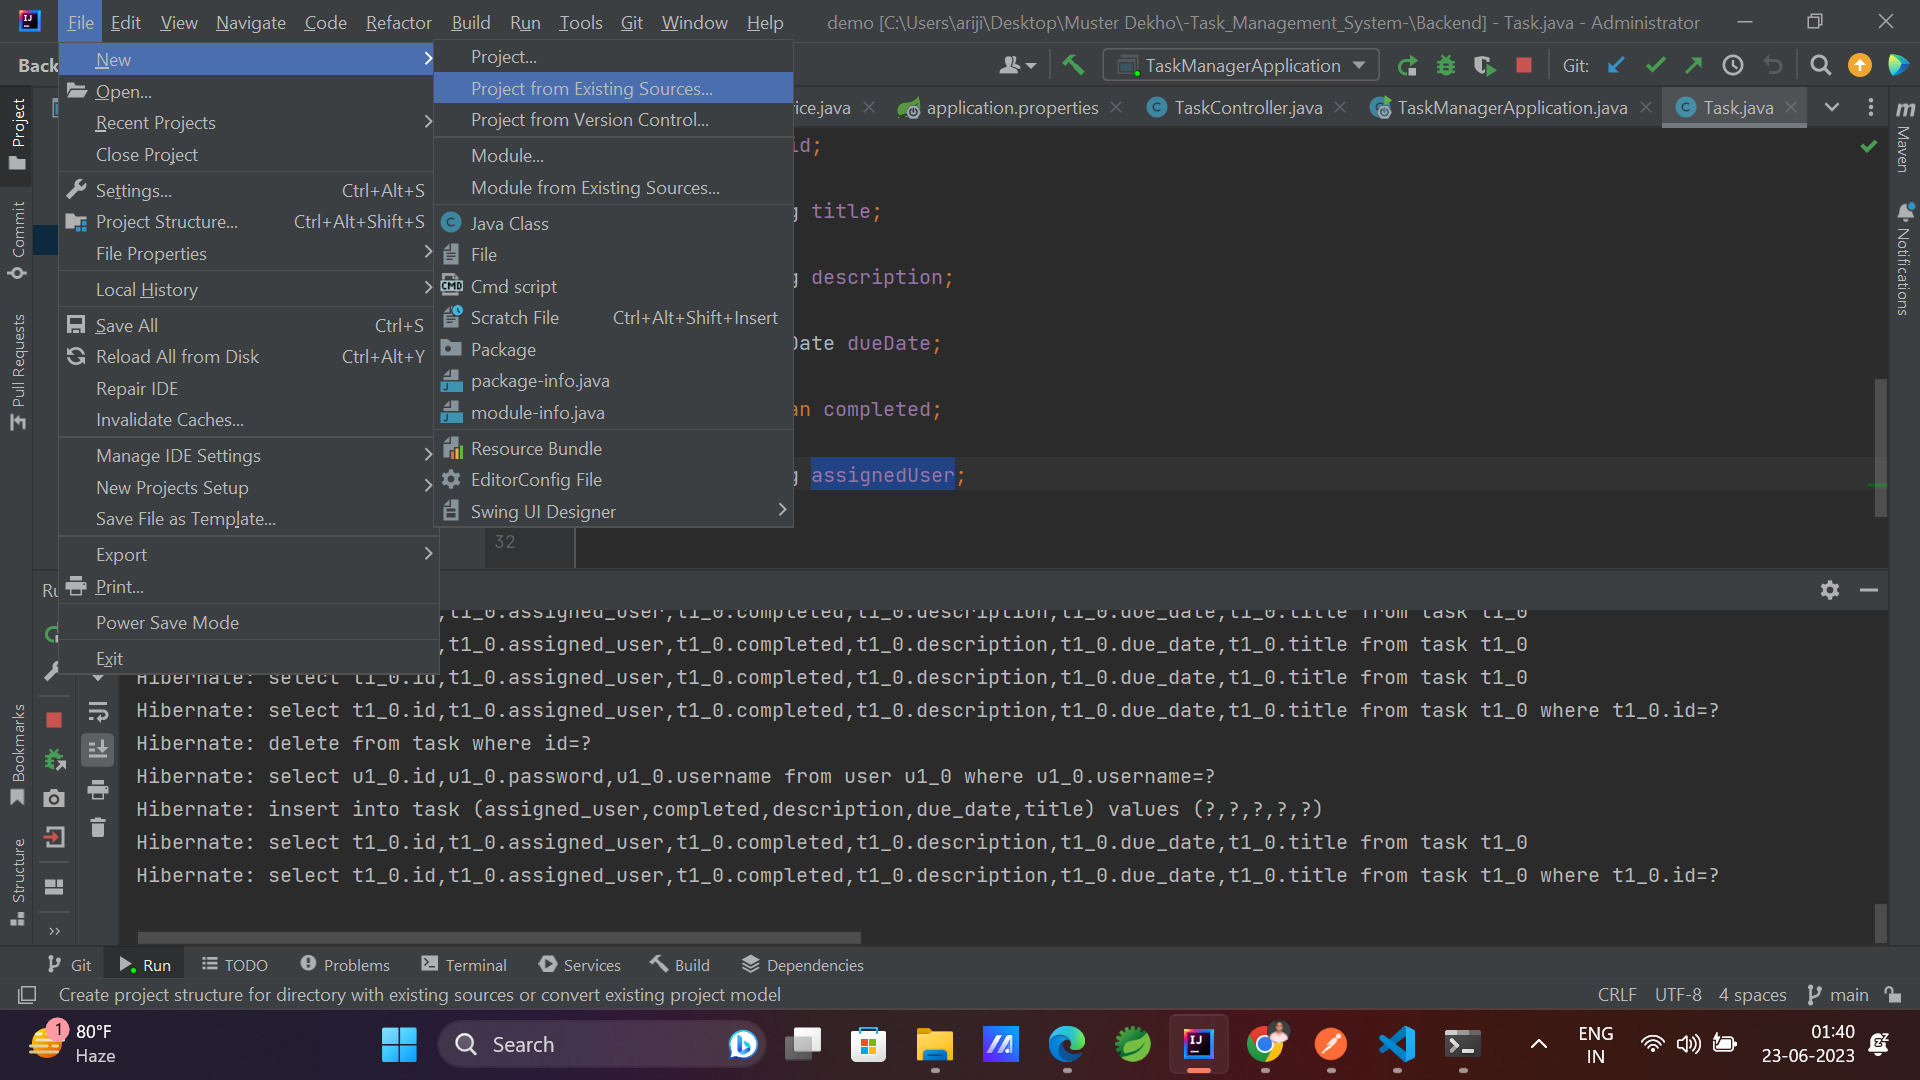 File Edit View Navigate Code Refactor Build Run Tools Git Window Help demo [C:\Users\ariji\Desktop\Muster Dekho\-Task_Management_System-\Backend] - Task.java - Administrator
Back
TaskManagerApplication
Git:
application.properties TaskController.java TaskManagerApplication.java Task.java
New
Open...
Recent Projects
Close Project
Settings... Ctrl+Alt+S
Project Structure... Ctrl+Alt+Shift+S
File Properties
Local History
Save All Ctrl+S
Reload All from Disk Ctrl+Alt+Y
Repair IDE
Invalidate Caches...
Manage IDE Settings
New Projects Setup
Save File as Template...
Export
Print...
Power Save Mode
Exit
Project...
Project from Existing Sources...
Project from Version Control...
Module...
Module from Existing Sources...
Java Class
File
Cmd script
Scratch File Ctrl+Alt+Shift+Insert
Package
package-info.java
module-info.java
Resource Bundle
EditorConfig File
Swing UI Designer
id;
title;
description;
Date dueDate;
completed;
assignedUser;
32
Project
Commit
Pull Requests
Bookmarks
Structure
Maven
Notifications
,t1_0.assigned_user,t1_0.completed,t1_0.description,t1_0.due_date,t1_0.title from task t1_0
,t1_0.assigned_user,t1_0.completed,t1_0.description,t1_0.due_date,t1_0.title from task t1_0
Hibernate: select t1_0.id,t1_0.assigned_user,t1_0.completed,t1_0.description,t1_0.due_date,t1_0.title from task t1_0
Hibernate: select t1_0.id,t1_0.assigned_user,t1_0.completed,t1_0.description,t1_0.due_date,t1_0.title from task t1_0 where t1_0.id=?
Hibernate: delete from task where id=?
Hibernate: select u1_0.id,u1_0.password,u1_0.username from user u1_0 where u1_0.username=?
Hibernate: insert into task (assigned_user,completed,description,due_date,title) values (?,?,?,?,?)
Hibernate: select t1_0.id,t1_0.assigned_user,t1_0.completed,t1_0.description,t1_0.due_date,t1_0.title from task t1_0
Hibernate: select t1_0.id,t1_0.assigned_user,t1_0.completed,t1_0.description,t1_0.due_date,t1_0.title from task t1_0 where t1_0.id=?
Git Run TODO Problems Terminal Services Build Dependencies
Create project structure for directory with existing sources or convert existing project model CRLF UTF-8 4 spaces main
1 80°F
Haze
Search
ENG
IN
01:40
23-06-2023